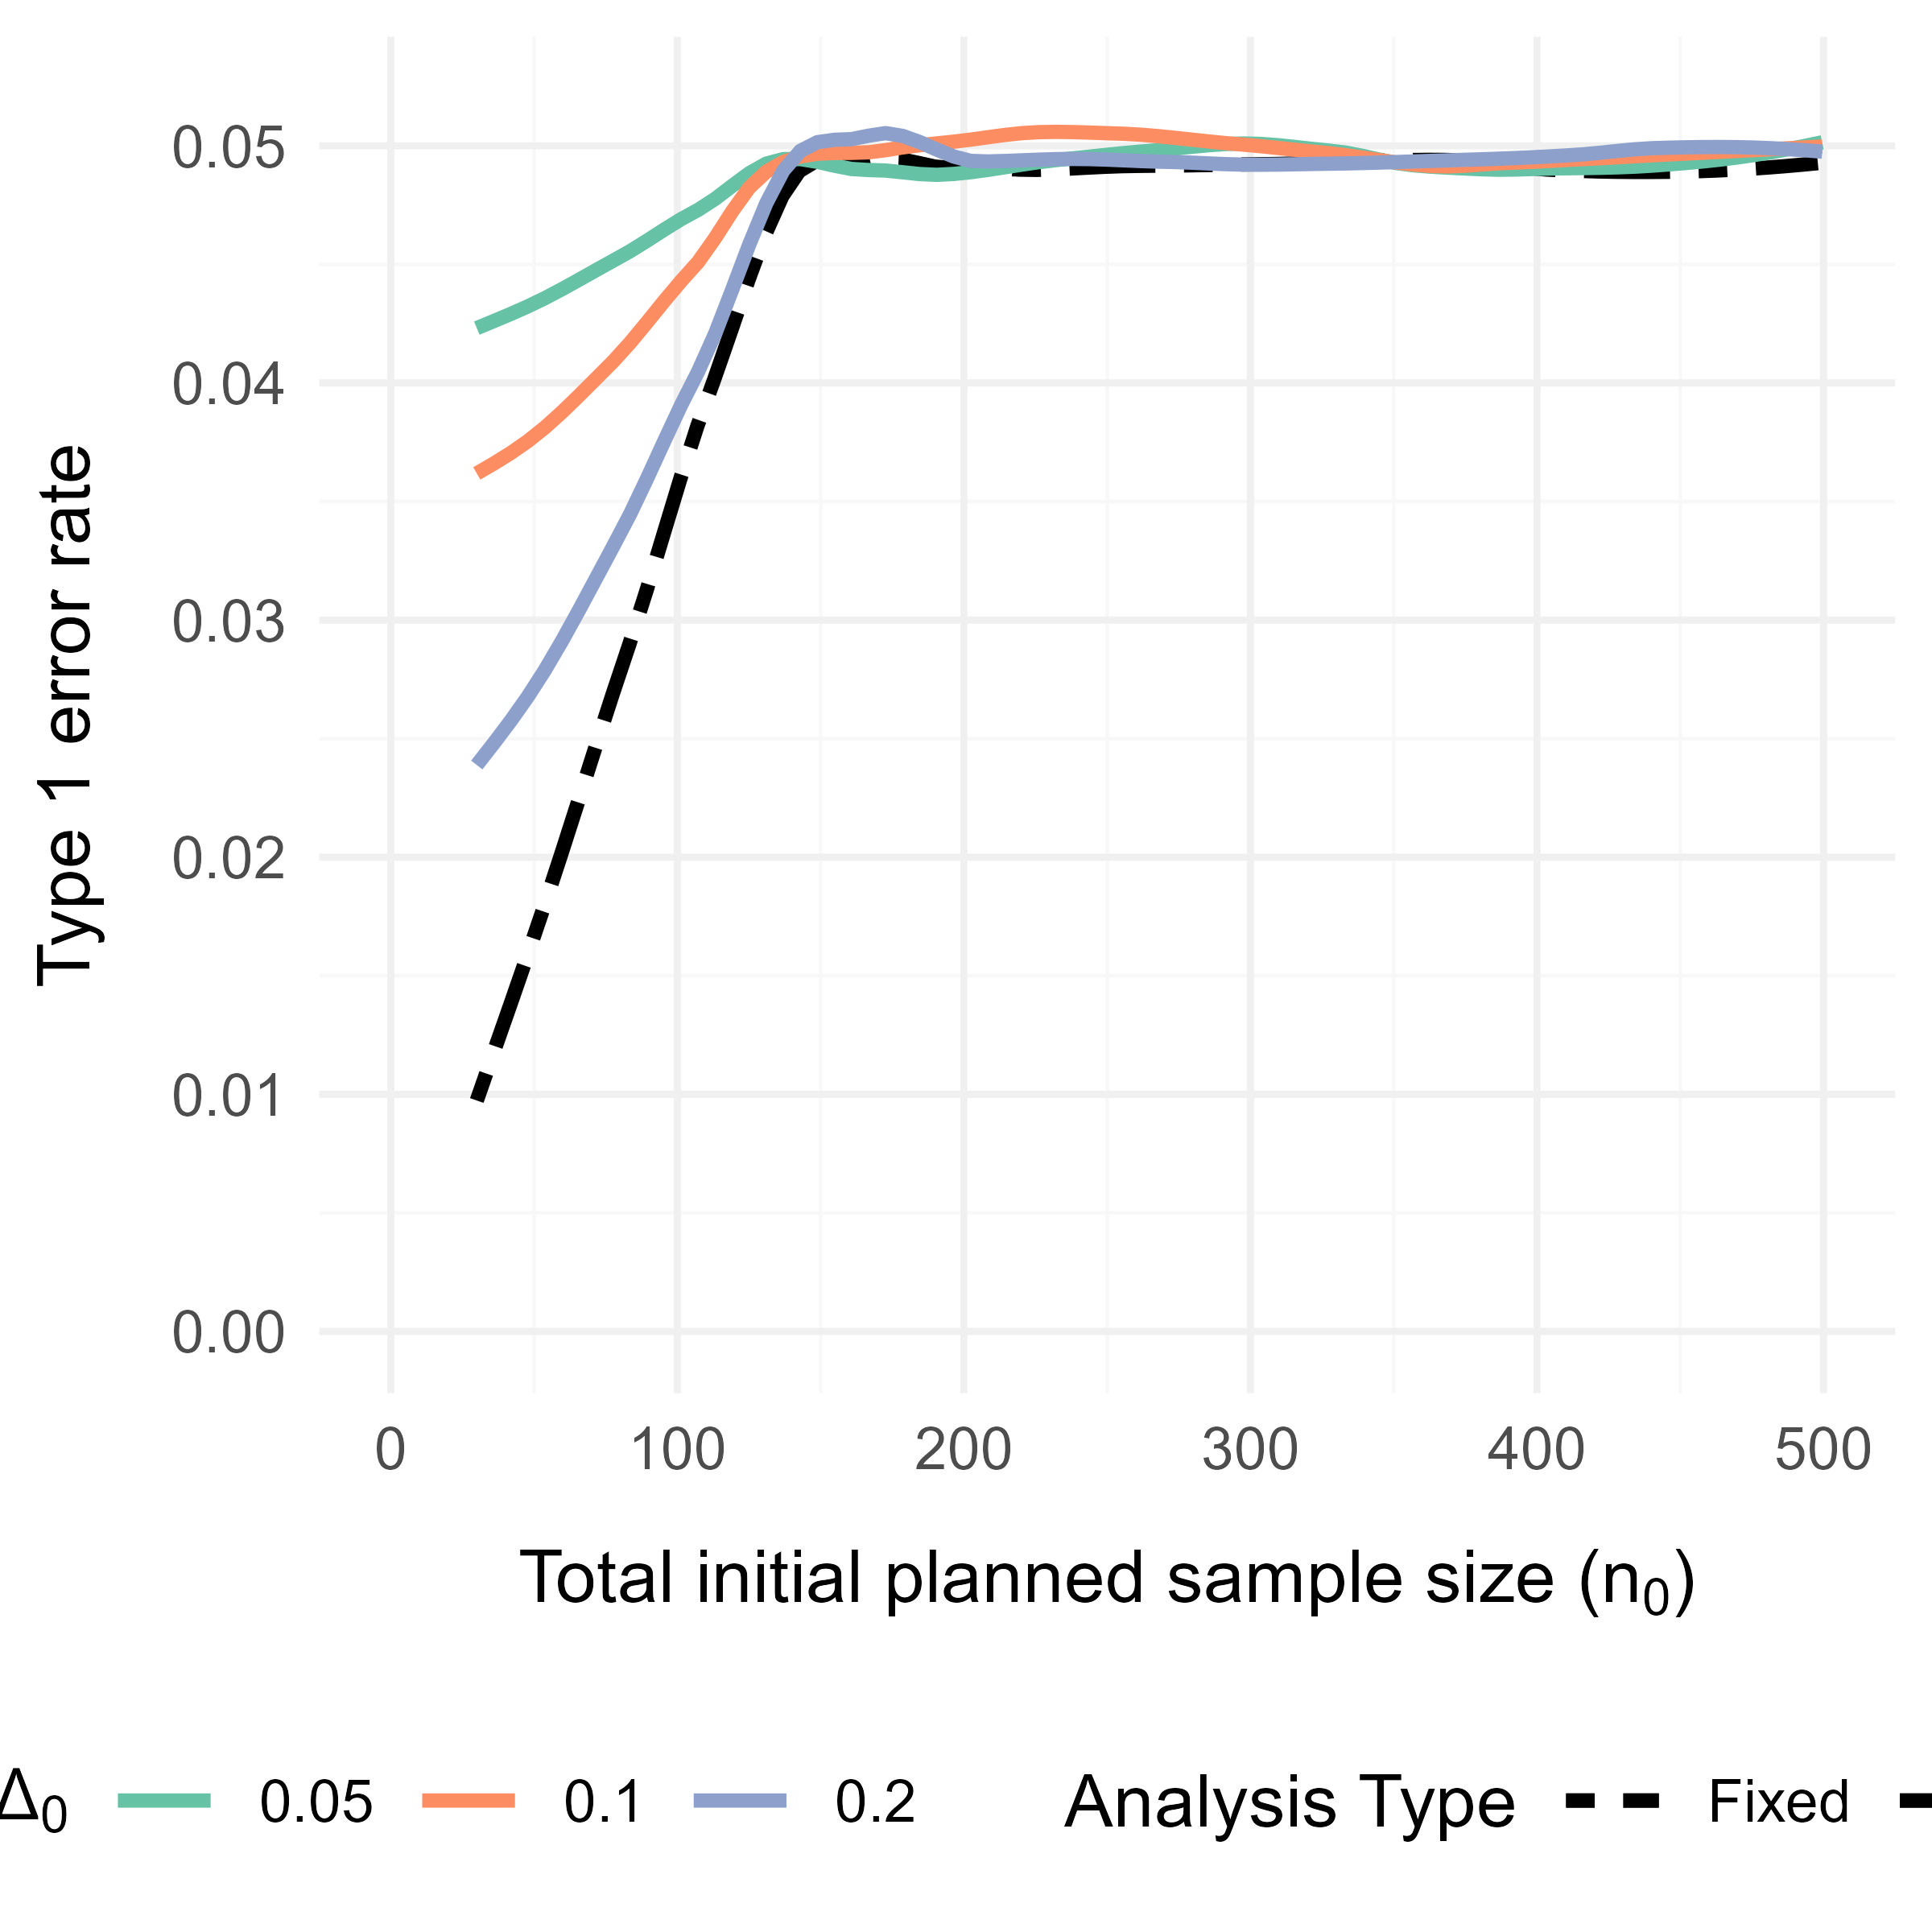 0.05
0.04
0.03
0.02
0.01
0.00
Type 1 error rate
0 100 200 300 400 500
Total initial planned sample size (n₀)
Δ₀ 0.05 0.1 0.2 Analysis Type Fixed